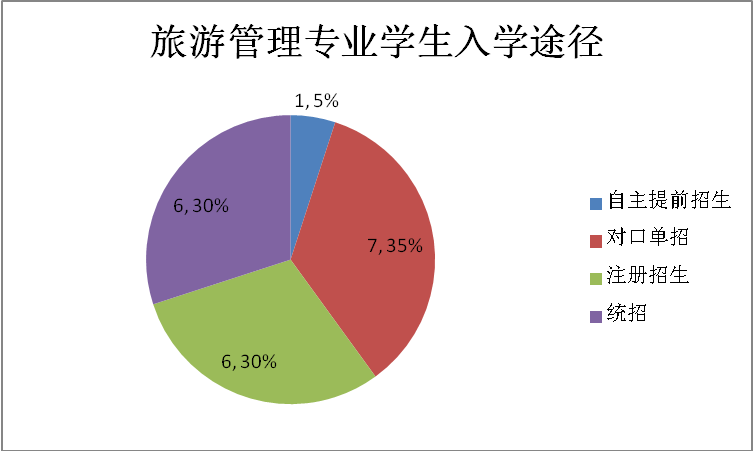 旅游管理专业学生入学途径
1, 5%
7, 35%
6, 30%
6, 30%
自主提前招生
对口单招
注册招生
统招